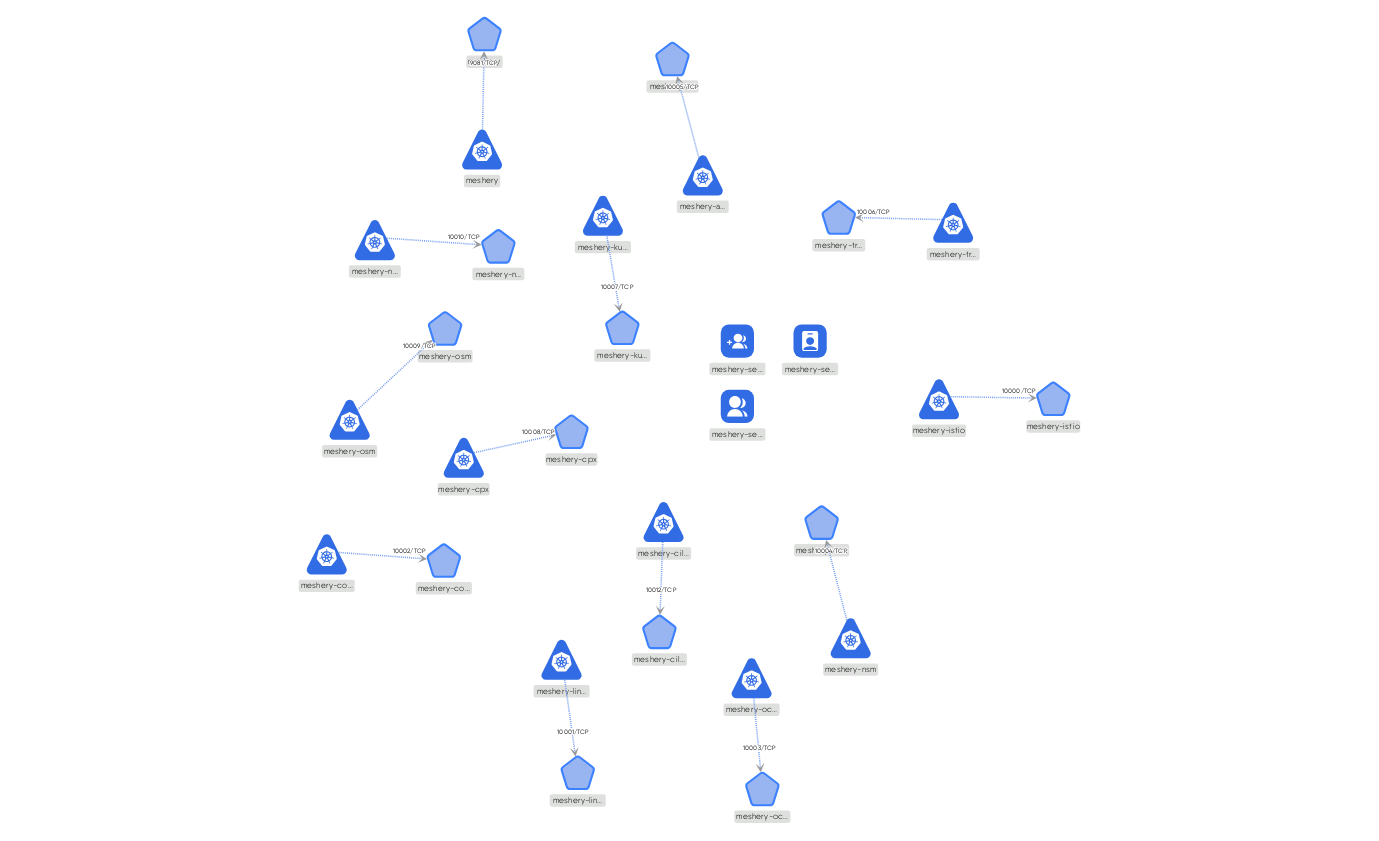 9081/TCP
10005/TCP
meshery
meshery-a...
10006/TCP
meshery-tr...
meshery-tr...
10010/TCP
meshery-n...
meshery-n...
meshery-ku...
10007/TCP
meshery-ku...
10009/TCP
meshery-osm
meshery-osm
meshery-se...
meshery-se...
meshery-se...
10000/TCP
meshery-istio
meshery-istio
10008/TCP
meshery-cpx
meshery-cpx
10002/TCP
meshery-co...
meshery-co...
meshery-cil...
10012/TCP
meshery-cil...
10004/TCP
meshery-nsm
meshery-lin...
10001/TCP
meshery-lin...
meshery-oc...
10003/TCP
meshery-oc...